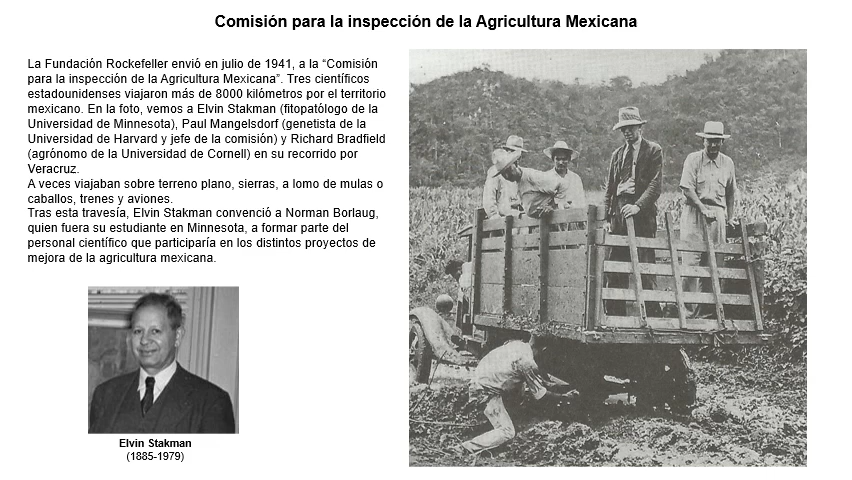 Comisión para la inspección de la Agricultura Mexicana
La Fundación Rockefeller envió en julio de 1941, a la “Comisión
para la inspección de la Agricultura Mexicana”. Tres científicos
estadounidenses viajaron más de 8000 kilómetros por el territorio
mexicano. En la foto, vemos a Elvin Stakman (fitopatólogo de la
Universidad de Minnesota), Paul Mangelsdorf (genetista de la
Universidad de Harvard y jefe de la comisión) y Richard Bradfield
(agrónomo de la Universidad de Cornell) en su recorrido por
Veracruz.
A veces viajaban sobre terreno plano, sierras, a lomo de mulas o
caballos, trenes y aviones.
Tras esta travesía, Elvin Stakman convenció a Norman Borlaug,
quien fuera su estudiante en Minnesota, a formar parte del
personal científico que participaría en los distintos proyectos de
mejora de la agricultura mexicana.
Elvin Stakman
(1885-1979)